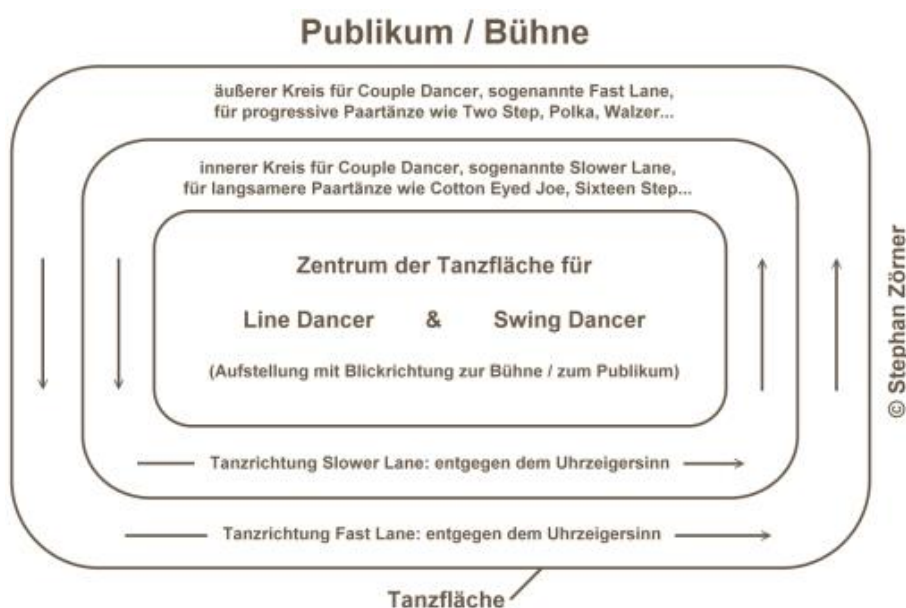 Publikum / Bühne
äußerer Kreis für Couple Dancer, sogenannte Fast Lane,
für progressive Paartänze wie Two Step, Polka, Walzer...
innerer Kreis für Couple Dancer, sogenannte Slower Lane,
für langsamere Paartänze wie Cotton Eyed Joe, Sixteen Step...
Zentrum der Tanzfläche für
Line Dancer & Swing Dancer
(Aufstellung mit Blickrichtung zur Bühne / zum Publikum)
Tanzrichtung Slower Lane: entgegen dem Uhrzeigersinn
Tanzrichtung Fast Lane: entgegen dem Uhrzeigersinn
Tanzfläche
© Stephan Zörner